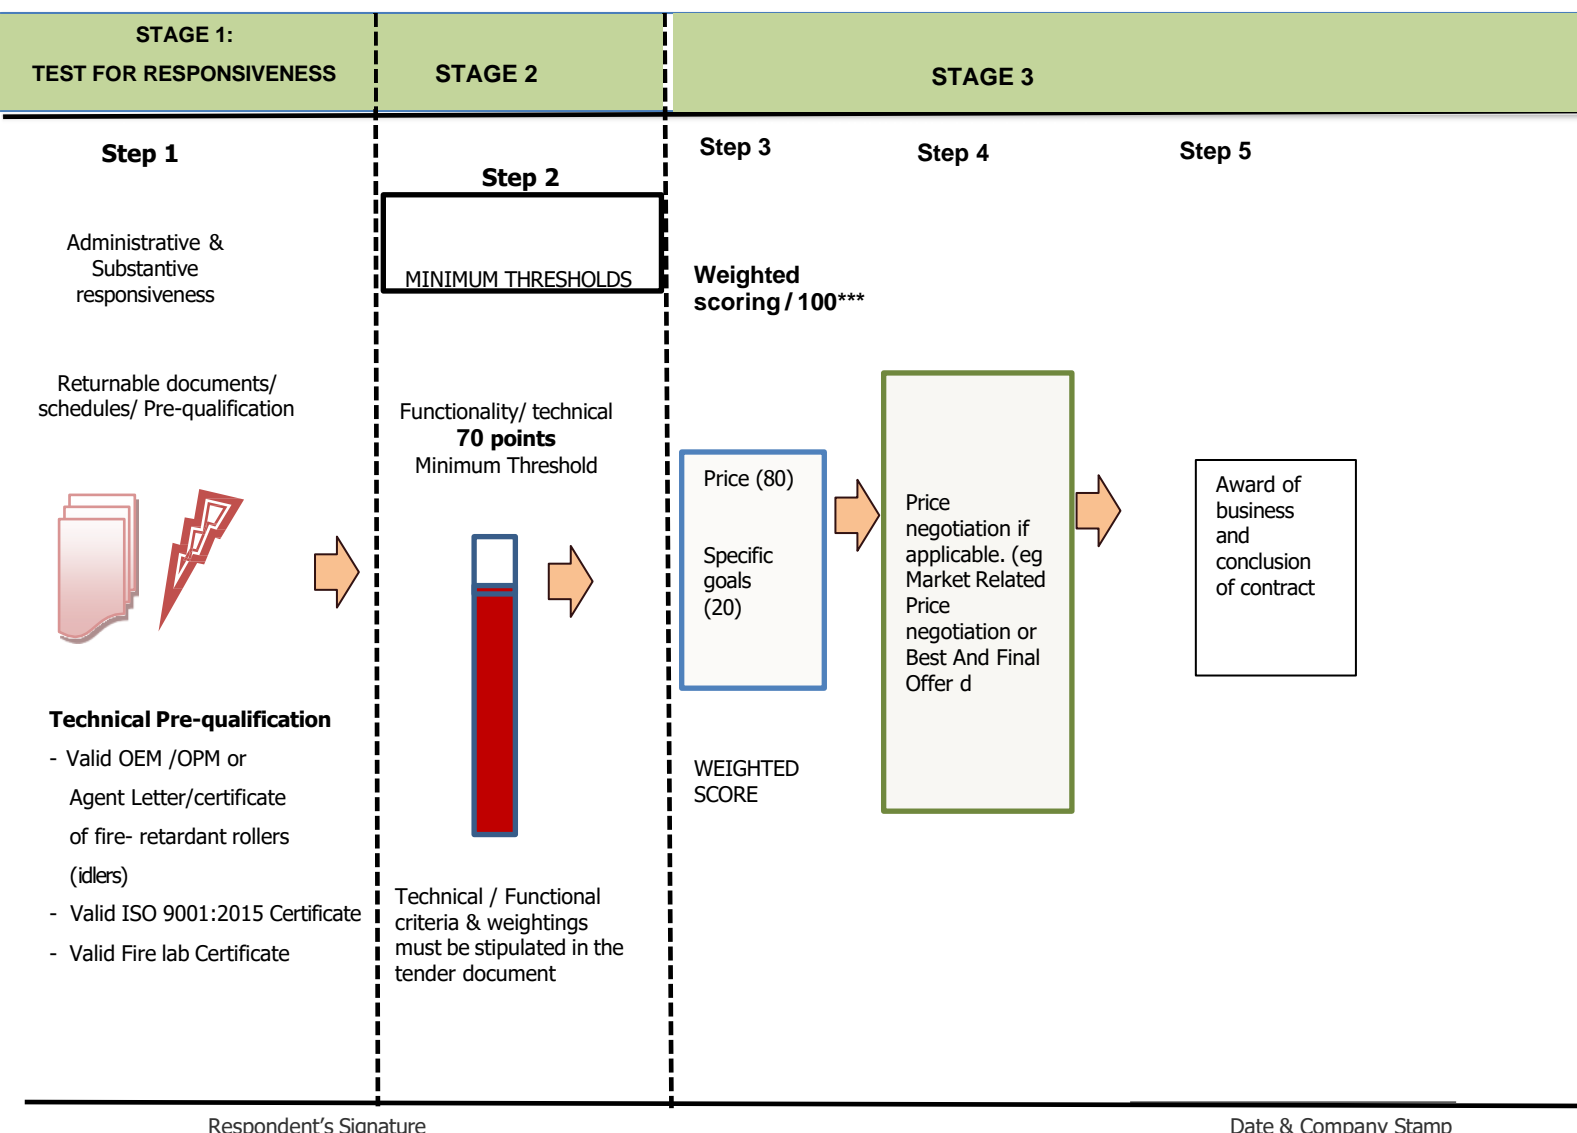 STAGE 1:
TEST FOR RESPONSIVENESS
STAGE 2
STAGE 3
Step 1
Administrative &
Substantive
responsiveness
Returnable documents/
schedules/ Pre-qualification
Technical Pre-qualification
- Valid OEM /OPM or
Agent Letter/certificate
of fire- retardant rollers
(idlers)
- Valid ISO 9001:2015 Certificate
- Valid Fire lab Certificate
Step 2
MINIMUM THRESHOLDS
Functionality/ technical
70 points
Minimum Threshold
Technical / Functional
criteria & weightings
must be stipulated in the
tender document
Step 3
Weighted
scoring / 100***
Price (80)
Specific
goals
(20)
WEIGHTED
SCORE
Step 4
Price
negotiation if
applicable. (eg
Market Related
Price
negotiation or
Best And Final
Offer d
Step 5
Award of
business
and
conclusion
of contract
Respondent's Signature
Date & Company Stamp